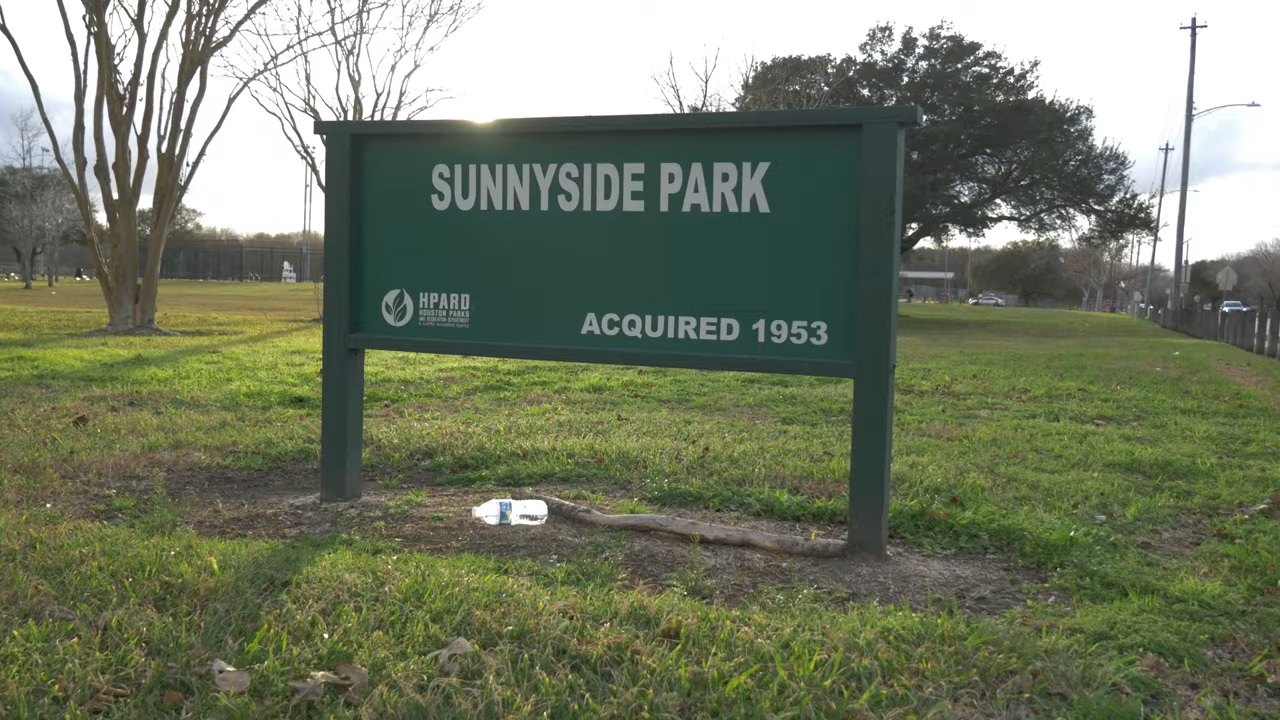 SUNNYSIDE PARK
HPARD
HOUSTON PARKS
AND RECREATION DEPARTMENT
ACQUIRED 1953